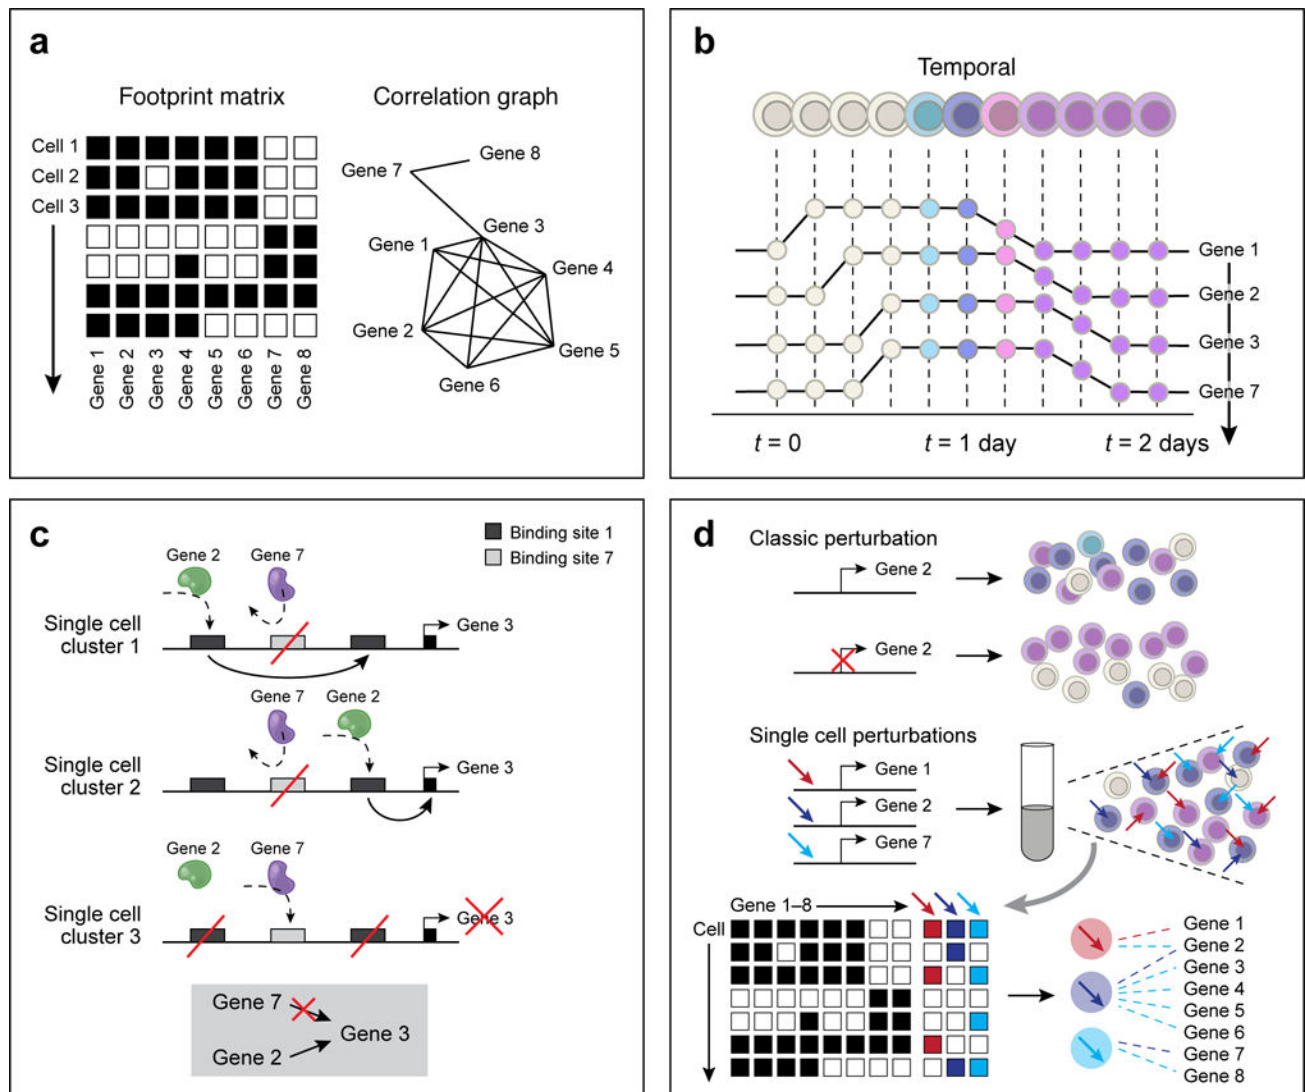 a
Footprint matrix
Correlation graph
Cell 1
Cell 2
Cell 3
Gene 1
Gene 2
Gene 3
Gene 4
Gene 5
Gene 6
Gene 7
Gene 8
Gene 8
Gene 7
Gene 3
Gene 1
Gene 4
Gene 2
Gene 5
Gene 6
b
Temporal
Gene 1
Gene 2
Gene 3
Gene 7
t = 0
t = 1 day
t = 2 days
c
Binding site 1
Binding site 7
Gene 2
Gene 7
Single cell
cluster 1
Gene 3
Gene 7
Gene 2
Single cell
cluster 2
Gene 3
Gene 2
Gene 7
Single cell
cluster 3
Gene 3
Gene 7
Gene 3
Gene 2
d
Classic perturbation
Gene 2
Gene 2
Single cell perturbations
Gene 1
Gene 2
Gene 7
Gene 1–8
Cell
Gene 1
Gene 2
Gene 3
Gene 4
Gene 5
Gene 6
Gene 7
Gene 8